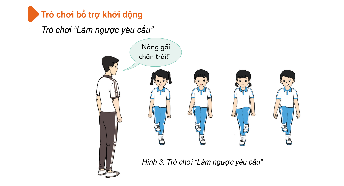 Trò chơi bổ trợ khởi động
Trò chơi “Làm ngược yêu cầu”
Nâng gối
chân trái!
Hình 3. Trò chơi “Làm ngược yêu cầu”